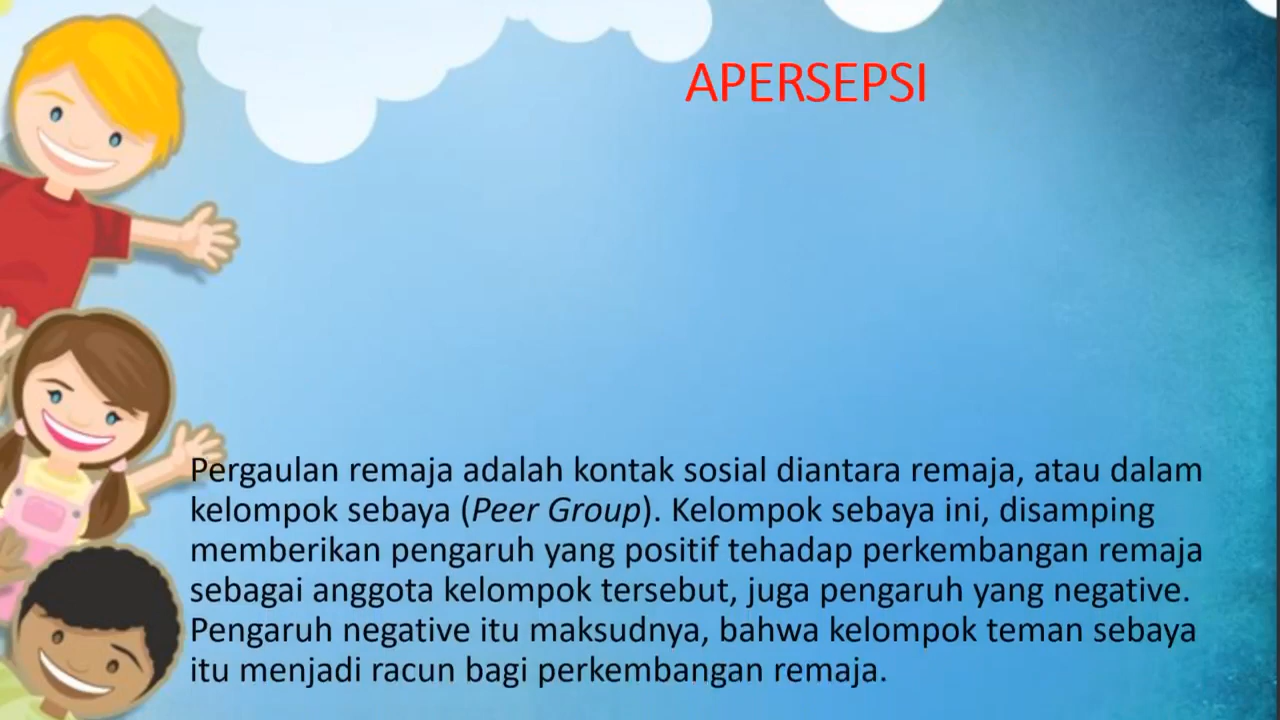 APERSEPSI
Pergaulan remaja adalah kontak sosial diantara remaja, atau dalam
kelompok sebaya (Peer Group). Kelompok sebaya ini, disamping
memberikan pengaruh yang positif tehadap perkembangan remaja
sebagai anggota kelompok tersebut, juga pengaruh yang negative.
Pengaruh negative itu maksudnya, bahwa kelompok teman sebaya
itu menjadi racun bagi perkembangan remaja.